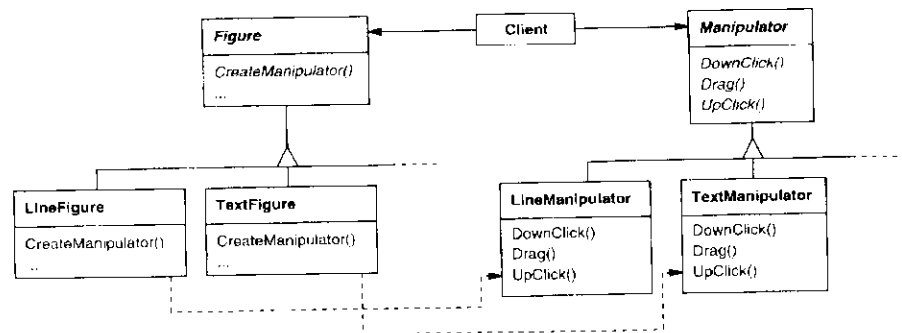 Figure
CreateManipulator()
...
Client
Manipulator
DownClick()
Drag()
UpClick()
LineFigure
CreateManipulator()
..
TextFigure
CreateManipulator()
...
LineManipulator
DownClick()
Drag()
UpClick()
TextManipulator
DownClick()
Drag()
UpClick()